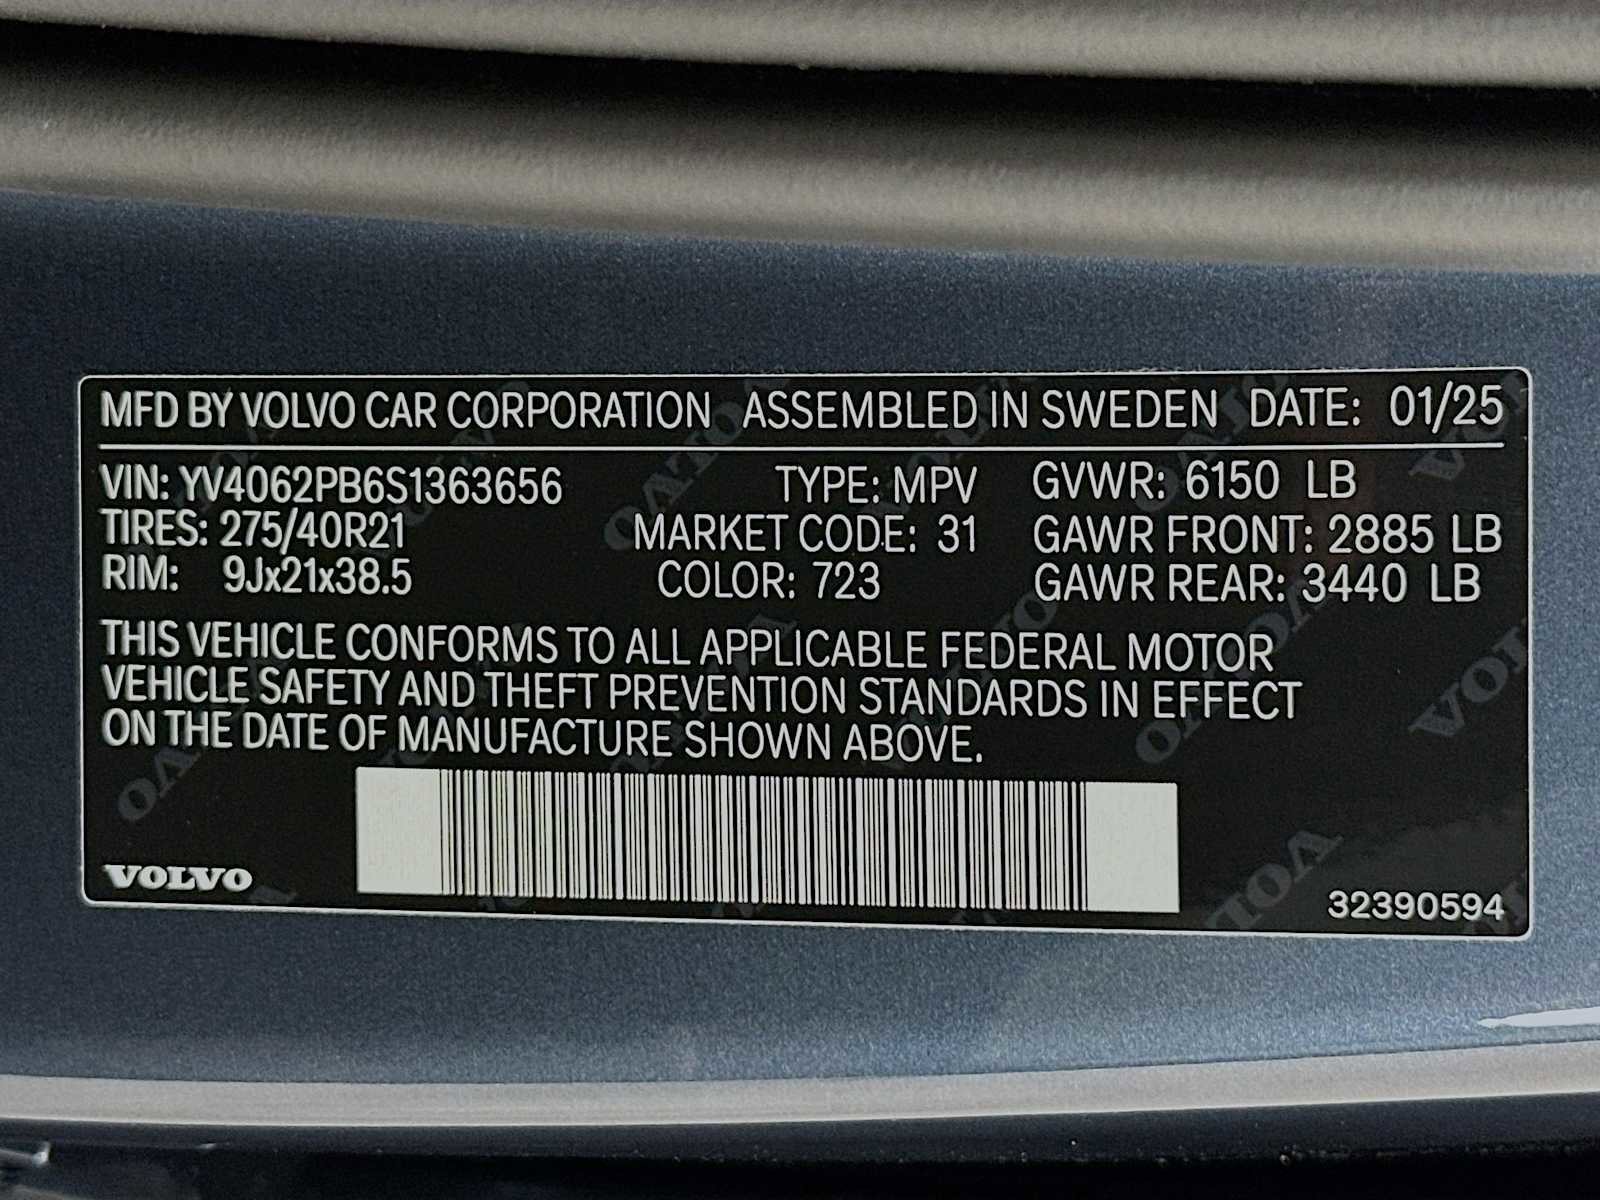 MFD BY VOLVO CAR CORPORATION ASSEMBLED IN SWEDEN DATE: 01/25
VIN: YV4062PB6S1363656 TYPE: MPV GVWR: 6150 LB
TIRES: 275/40R21 MARKET CODE: 31 GAWR FRONT: 2885 LB
RIM: 9Jx21x38.5 COLOR: 723 GAWR REAR: 3440 LB
THIS VEHICLE CONFORMS TO ALL APPLICABLE FEDERAL MOTOR
VEHICLE SAFETY AND THEFT PREVENTION STANDARDS IN EFFECT
ON THE DATE OF MANUFACTURE SHOWN ABOVE.
VOLVO
32390594